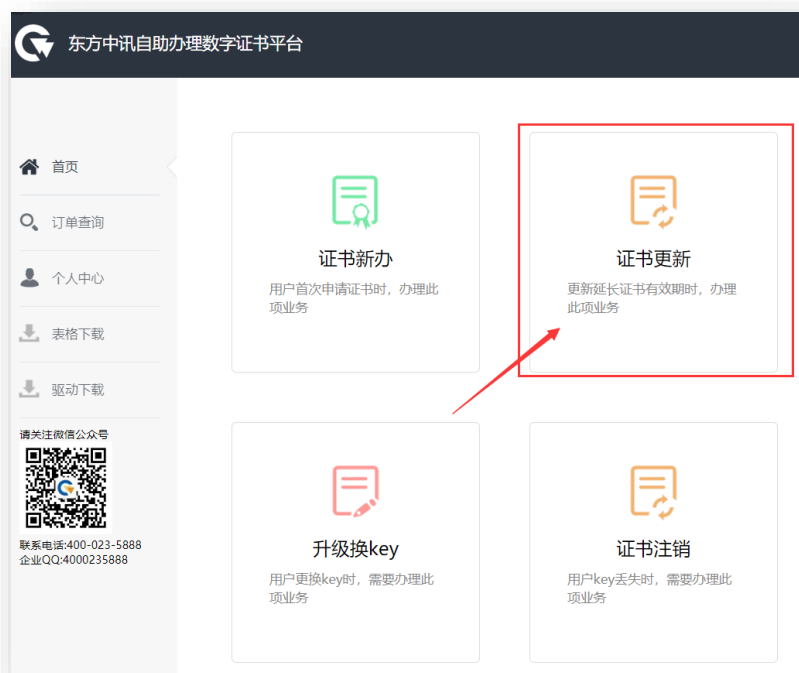 东方中讯自助办理数字证书平台
首页
订单查询
个人中心
表格下载
驱动下载
请关注微信公众号
联系电话:400-023-5888
企业QQ:4000235888
证书新办
用户首次申请证书时，办理此
项业务
证书更新
更新延长证书有效期时，办理
此项业务
升级换key
用户更换key时，需要办理此
项业务
证书注销
用户key丢失时，需要办理此
项业务